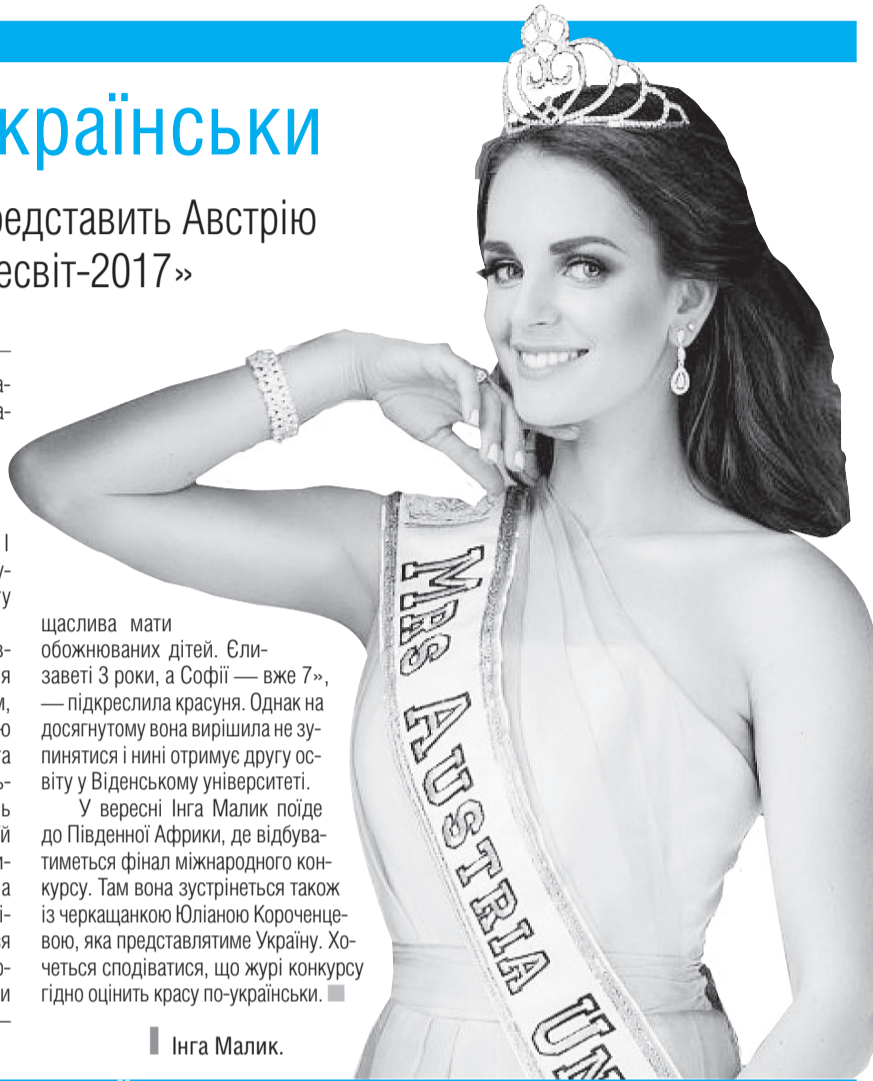 країнськи
редставить Австрію
есвіт-2017»
щаслива мати
обожнюваних дітей. Єли-
заветі 3 роки, а Софії — вже 7»,
— підкреслила красуня. Однак на
досягнутому вона вирішила не зу-
пинятися і нині отримує другу ос-
віту у Віденському університеті.
У вересні Інга Малик поїде
до Південної Африки, де відбува-
тиметься фінал міжнародного кон-
курсу. Там вона зустрінеться також
із черкащанкою Юліаною Короченце-
вою, яка представлятиме Україну. Хо-
четься сподіватися, що журі конкурсу
гідно оцінить красу по-українськи.
Інга Малик.
MRS AUSTRIA UN